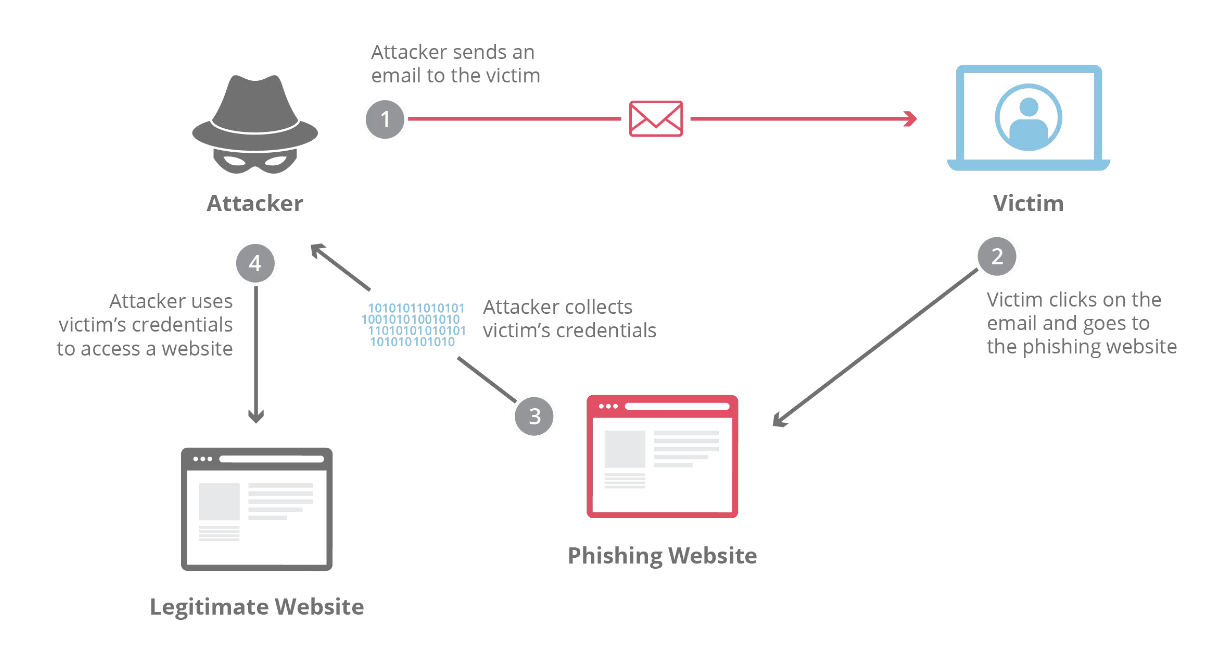 Attacker sends an
email to the victim
1
Attacker
Victim
2
Victim clicks on the
email and goes to
the phishing website
3
10101011010101
10010101001010
11010101010101
101010101010
Attacker collects
victim's credentials
4
Attacker uses
victim's credentials
to access a website
Phishing Website
Legitimate Website